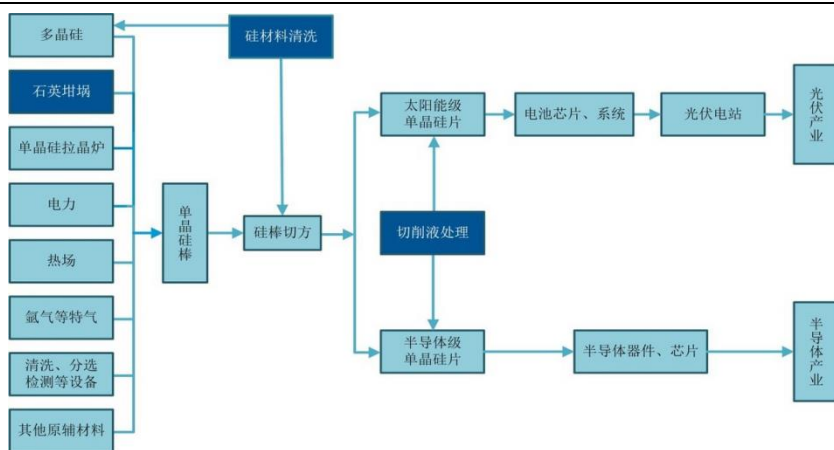 多晶硅
硅材料清洗
石英坩埚
单晶硅拉晶炉
电力
热场
氩气等特气
清洗、分选
检测等设备
其他原辅材料
单晶硅棒
硅棒切方
太阳能级
单晶硅片
电池芯片、系统
光伏电站
光伏产业
切削液处理
半导体级
单晶硅片
半导体器件、芯片
半导体产业